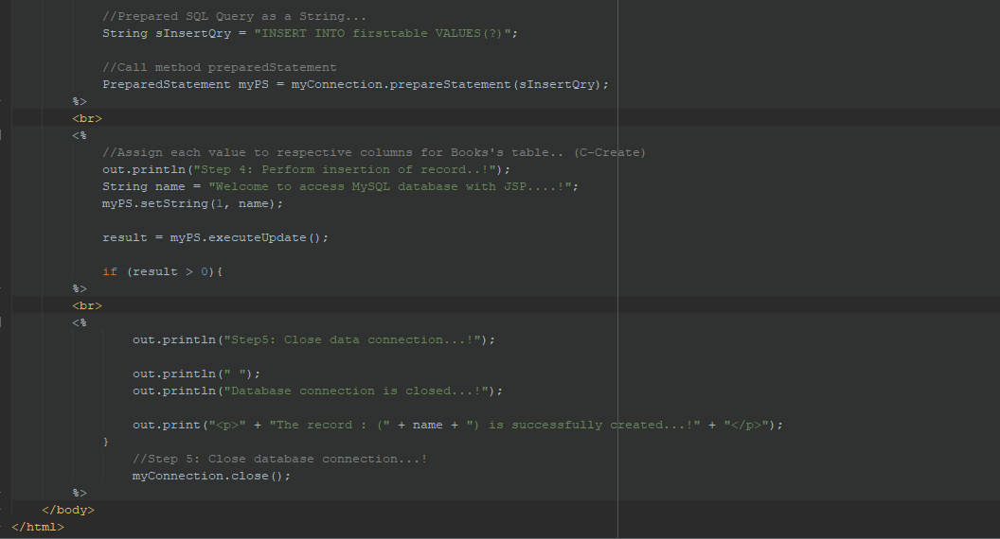 //Prepared SQL Query as a String...
String sInsertQry = "INSERT INTO firsttable VALUES(?)";
//Call method preparedStatement
PreparedStatement myPS = myConnection.prepareStatement(sInsertQry);
%>
<br>
<%
//Assign each value to respective columns for Books's table.. (C-Create)
out.println("Step 4: Perform insertion of record..!");
String name = "Welcome to access MySQL database with JSP....!";
myPS.setString(1, name);
result = myPS.executeUpdate();
if (result > 0){
%>
<br>
<%
out.println("Step5: Close data connection...!");
out.println(" ");
out.println("Database connection is closed...!");
out.print("<p>" + "The record : (" + name + ") is successfully created...!" + "</p>");
}
//Step 5: Close database connection...!
myConnection.close();
%>
</body>
</html>